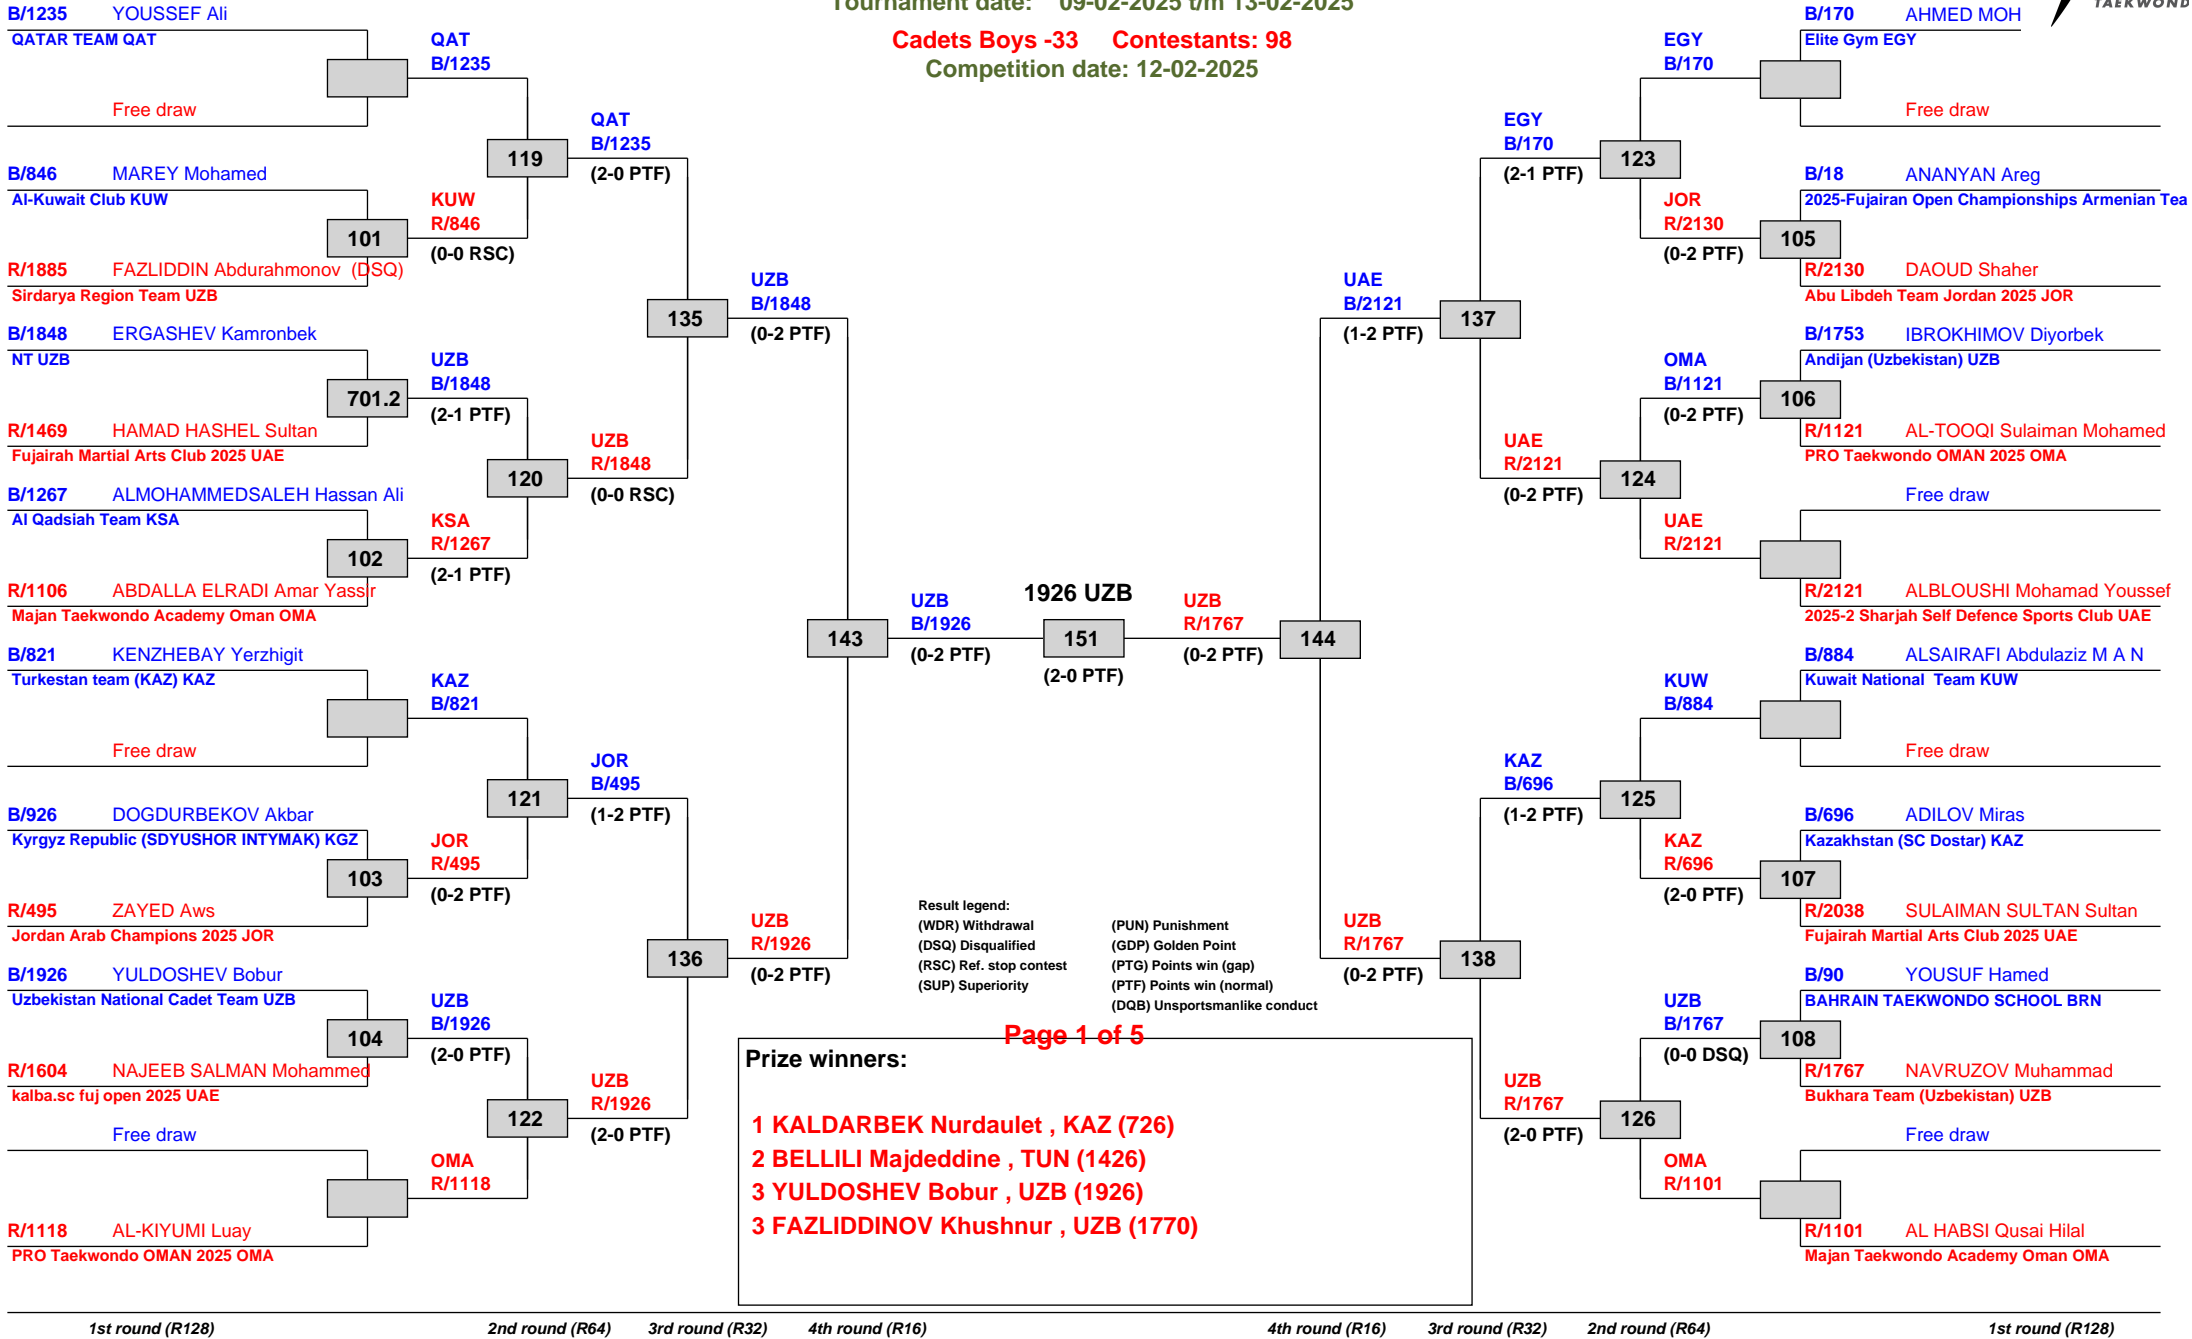 Tournament date: 09-02-2025 t/m 13-02-2025
Cadets Boys -33 Contestants: 98
Competition date: 12-02-2025
TAEKWOND
B/1235 YOUSSEF Ali
QATAR TEAM QAT
Free draw
B/846 MAREY Mohamed
Al-Kuwait Club KUW
101
R/1885 FAZLIDDIN Abdurahmonov (DSQ)
Sirdarya Region Team UZB
B/1848 ERGASHEV Kamronbek
NT UZB
701.2
R/1469 HAMAD HASHEL Sultan
Fujairah Martial Arts Club 2025 UAE
B/1267 ALMOHAMMEDSALEH Hassan Ali
Al Qadsiah Team KSA
102
R/1106 ABDALLA ELRADI Amar Yassir
Majan Taekwondo Academy Oman OMA
B/821 KENZHEBAY Yerzhigit
Turkestan team (KAZ) KAZ
Free draw
B/926 DOGDURBEKOV Akbar
Kyrgyz Republic (SDYUSHOR INTYMAK) KGZ
103
R/495 ZAYED Aws
Jordan Arab Champions 2025 JOR
B/1926 YULDOSHEV Bobur
Uzbekistan National Cadet Team UZB
104
R/1604 NAJEEB SALMAN Mohammed
kalba.sc fuj open 2025 UAE
Free draw
R/1118 AL-KIYUMI Luay
PRO Taekwondo OMAN 2025 OMA
QAT
B/1235
119
KUW
R/846
(0-0 RSC)
UZB
B/1848
(2-1 PTF)
120
KSA
R/1267
(2-1 PTF)
KAZ
B/821
121
JOR
R/495
(0-2 PTF)
UZB
B/1926
(2-0 PTF)
122
OMA
R/1118
QAT
B/1235
(2-0 PTF)
135
UZB
R/1848
(0-0 RSC)
JOR
B/495
(1-2 PTF)
136
UZB
R/1926
(2-0 PTF)
UZB
B/1848
(0-2 PTF)
143
UZB
R/1926
(0-2 PTF)
UZB
B/1926
(0-2 PTF)
1926 UZB
151
(2-0 PTF)
UZB
R/1767
(0-2 PTF)
144
UAE
B/2121
(1-2 PTF)
UZB
R/1767
(0-2 PTF)
137
138
EGY
B/170
(2-1 PTF)
UAE
R/2121
(0-2 PTF)
KAZ
B/696
(1-2 PTF)
UZB
R/1767
(2-0 PTF)
123
124
125
126
EGY
B/170
JOR
R/2130
(0-2 PTF)
OMA
B/1121
(0-2 PTF)
UAE
R/2121
KUW
B/884
KAZ
R/696
(2-0 PTF)
UZB
B/1767
(0-0 DSQ)
OMA
R/1101
B/170 AHMED MOH
Elite Gym EGY
Free draw
B/18 ANANYAN Areg
2025-Fujairan Open Championships Armenian Tea
105
R/2130 DAOUD Shaher
Abu Libdeh Team Jordan 2025 JOR
B/1753 IBROKHIMOV Diyorbek
Andijan (Uzbekistan) UZB
106
R/1121 AL-TOOQI Sulaiman Mohamed
PRO Taekwondo OMAN 2025 OMA
Free draw
R/2121 ALBLOUSHI Mohamad Youssef
2025-2 Sharjah Self Defence Sports Club UAE
B/884 ALSAIRAFI Abdulaziz M A N
Kuwait National Team KUW
Free draw
B/696 ADILOV Miras
Kazakhstan (SC Dostar) KAZ
107
R/2038 SULAIMAN SULTAN Sultan
Fujairah Martial Arts Club 2025 UAE
B/90 YOUSUF Hamed
BAHRAIN TAEKWONDO SCHOOL BRN
108
R/1767 NAVRUZOV Muhammad
Bukhara Team (Uzbekistan) UZB
Free draw
R/1101 AL HABSI Qusai Hilal
Majan Taekwondo Academy Oman OMA
Result legend:
(WDR) Withdrawal (PUN) Punishment
(DSQ) Disqualified (GDP) Golden Point
(RSC) Ref. stop contest (PTG) Points win (gap)
(SUP) Superiority (PTF) Points win (normal)
(DQB) Unsportsmanlike conduct
Page 1 of 5
Prize winners:
1 KALDARBEK Nurdaulet , KAZ (726)
2 BELLILI Majdeddine , TUN (1426)
3 YULDOSHEV Bobur , UZB (1926)
3 FAZLIDDINOV Khushnur , UZB (1770)
1st round (R128) 2nd round (R64) 3rd round (R32) 4th round (R16) 4th round (R16) 3rd round (R32) 2nd round (R64) 1st round (R128)